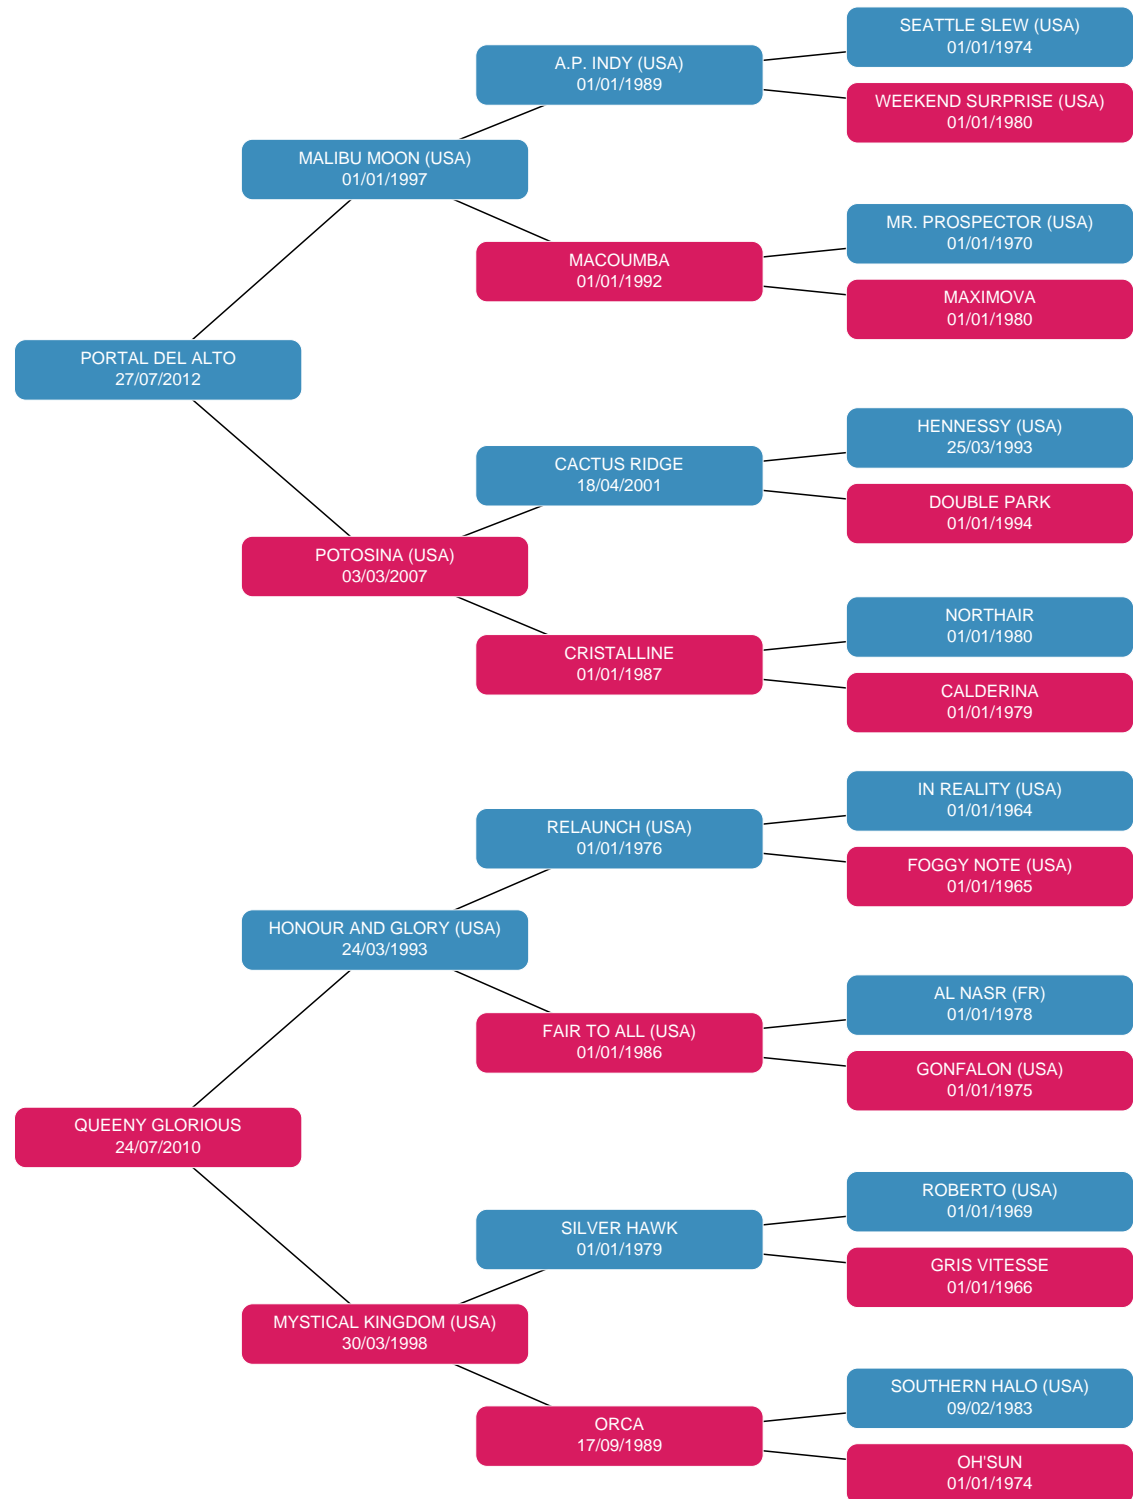 SEATTLE SLEW (USA)
01/01/1974
A.P. INDY (USA)
01/01/1989
WEEKEND SURPRISE (USA)
01/01/1980
MALIBU MOON (USA)
01/01/1997
MR. PROSPECTOR (USA)
01/01/1970
MACOUMBA
01/01/1992
MAXIMOVA
01/01/1980
PORTAL DEL ALTO
27/07/2012
HENNESSY (USA)
25/03/1993
CACTUS RIDGE
18/04/2001
DOUBLE PARK
01/01/1994
POTOSINA (USA)
03/03/2007
NORTHAIR
01/01/1980
CRISTALLINE
01/01/1987
CALDERINA
01/01/1979
IN REALITY (USA)
01/01/1964
RELAUNCH (USA)
01/01/1976
FOGGY NOTE (USA)
01/01/1965
HONOUR AND GLORY (USA)
24/03/1993
AL NASR (FR)
01/01/1978
FAIR TO ALL (USA)
01/01/1986
GONFALON (USA)
01/01/1975
QUEENY GLORIOUS
24/07/2010
ROBERTO (USA)
01/01/1969
SILVER HAWK
01/01/1979
GRIS VITESSE
01/01/1966
MYSTICAL KINGDOM (USA)
30/03/1998
SOUTHERN HALO (USA)
09/02/1983
ORCA
17/09/1989
OH'SUN
01/01/1974